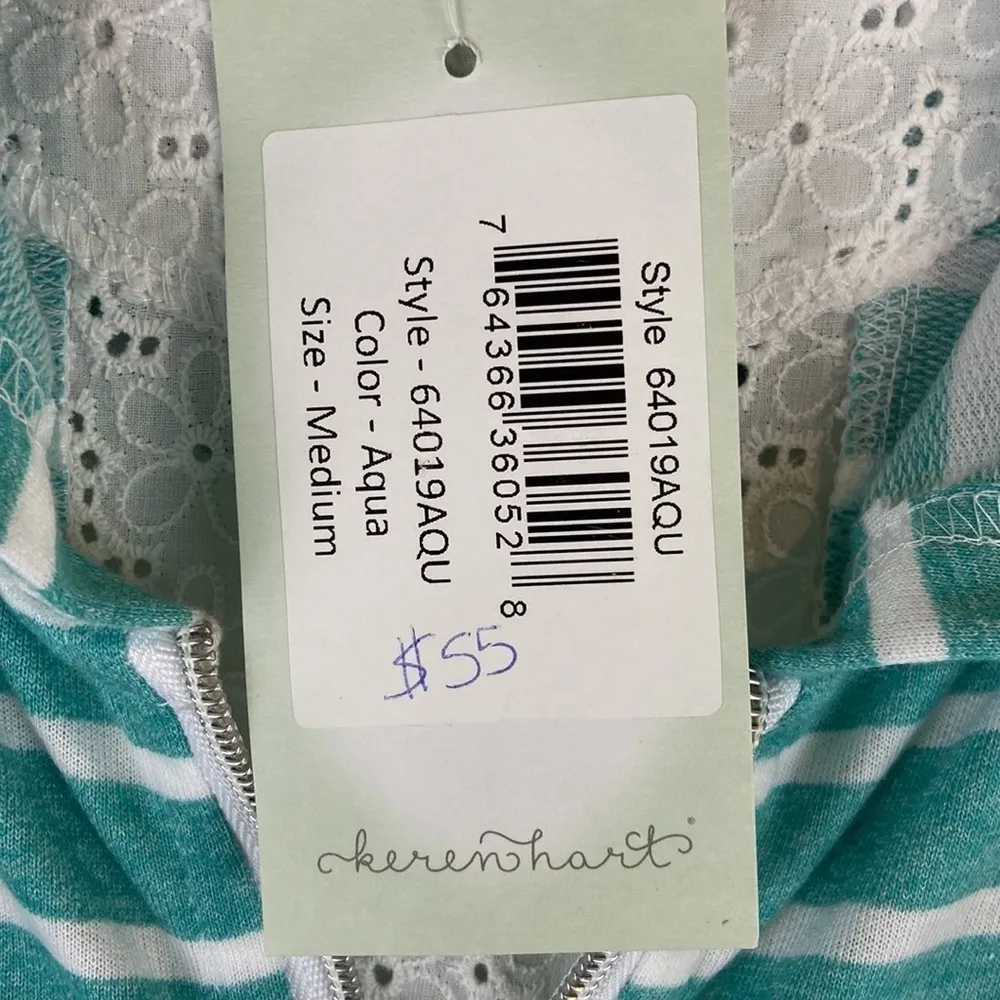 Style 64019AQU
7 64366 36052 8
Style - 64019AQU
Color - Aqua
Size - Medium
$55
kerenhart®